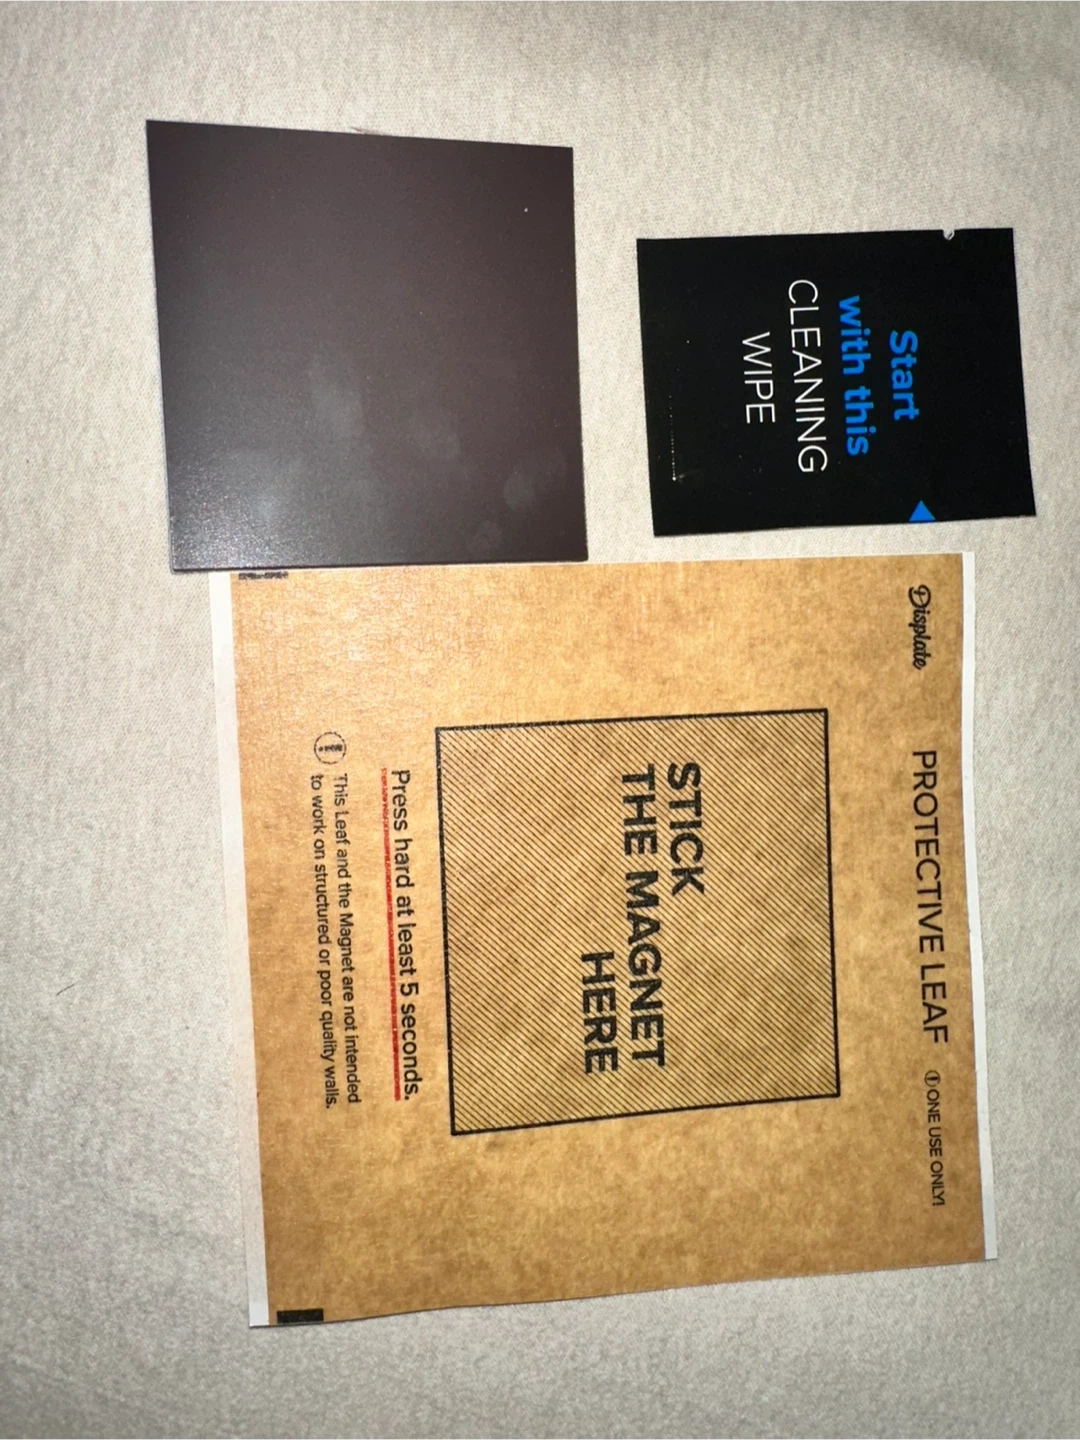 Start
with this
CLEANING
WIPE
Displate
PROTECTIVE LEAF
ONE USE ONLY!
STICK
THE MAGNET
HERE
Press hard at least 5 seconds.
This Leaf and the Magnet are not intended
to work on structured or poor quality walls.